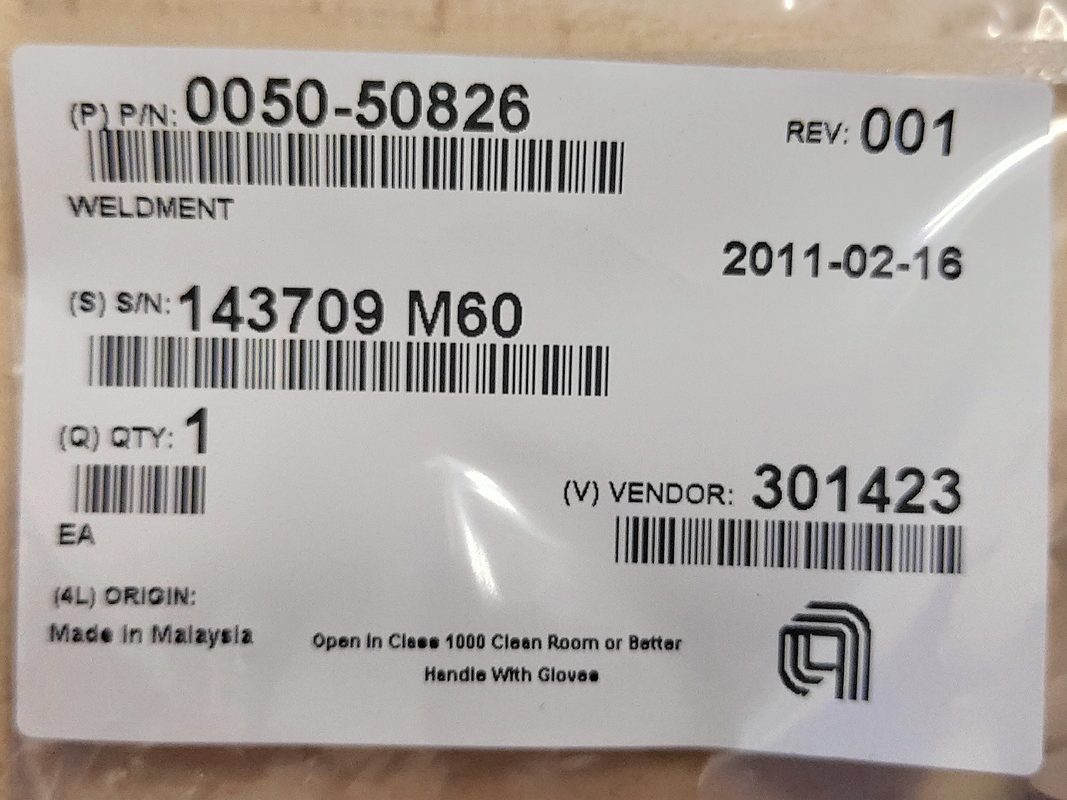 (P) P/N: 0050-50826
REV: 001
WELDMENT
2011-02-16
(S) S/N: 143709 M60
(Q) QTY: 1
(V) VENDOR: 301423
EA
(4L) ORIGIN:
Made in Malaysia
Open in Class 1000 Clean Room or Better
Handle With Gloves